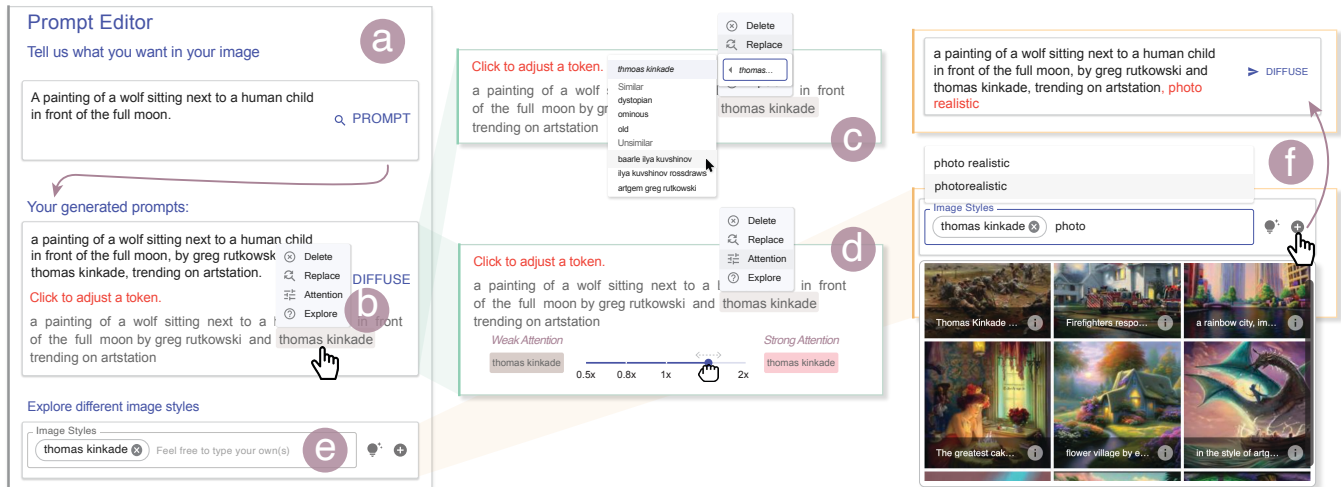 Prompt Editor
Tell us what you want in your image
a
A painting of a wolf sitting next to a human child
in front of the full moon.
PROMPT
Your generated prompts:
a painting of a wolf sitting next to a human child
in front of the full moon, by greg rutkowsk
thomas kinkade, trending on artstation.
DIFFUSE
Click to adjust a token.
a painting of a wolf sitting next to a h in front
of the full moon by greg rutkowski and thomas kinkade
trending on artstation
Delete
Replace
Attention
Explore
b
Explore different image styles
Image Styles
thomas kinkade
Feel free to type your own(s)
e
Delete
Replace
thomas...
Click to adjust a token.
a painting of a wolf s in front
of the full moon by gr thomas kinkade
trending on artstation
thmoas kinkade
Similar
dystopian
ominous
old
Unsimilar
baarle ilya kuvshinov
ilya kuvshinov rossdraws
artgem greg rutkowski
c
Delete
Replace
Attention
Explore
d
Click to adjust a token.
a painting of a wolf sitting next to a in front
of the full moon by greg rutkowski and thomas kinkade
trending on artstation
Weak Attention
Strong Attention
thomas kinkade
thomas kinkade
0.5x 0.8x 1x 2x
a painting of a wolf sitting next to a human child
in front of the full moon, by greg rutkowski and
thomas kinkade, trending on artstation, photo
realistic
DIFFUSE
f
photo realistic
photorealistic
Image Styles
thomas kinkade photo
Thomas Kinkade ...
Firefighters respo...
a rainbow city, im...
The greatest cak...
flower village by e...
in the style of artg...